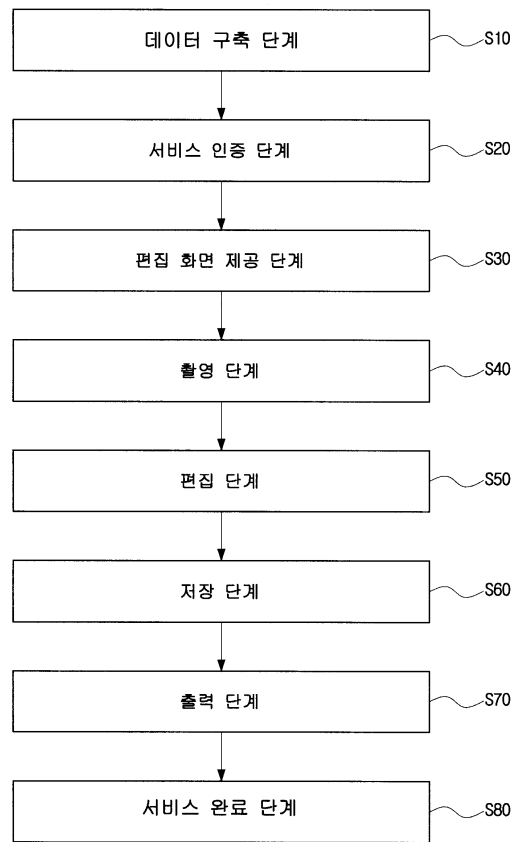 데이터 구축 단계 S10
서비스 인증 단계 S20
편집 화면 제공 단계 S30
촬영 단계 S40
편집 단계 S50
저장 단계 S60
출력 단계 S70
서비스 완료 단계 S80